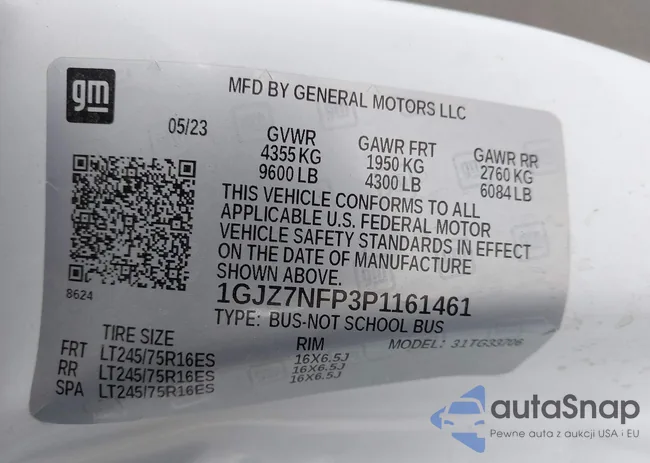 gm
MFD BY GENERAL MOTORS LLC
05/23
GVWR GAWR FRT GAWR RR
4355 KG 1950 KG 2760 KG
9600 LB 4300 LB 6084 LB
THIS VEHICLE CONFORMS TO ALL
APPLICABLE U.S. FEDERAL MOTOR
VEHICLE SAFETY STANDARDS IN EFFECT
ON THE DATE OF MANUFACTURE
SHOWN ABOVE.
8624
1GJZ7NFP3P1161461
TYPE: BUS-NOT SCHOOL BUS
TIRE SIZE RIM MODEL: 31TG33706
FRT LT245/75R16ES 16X6.5J
RR LT245/75R16ES 16X6.5J
SPA LT245/75R16ES 16X6.5J
autaSnap
Pewne auta z aukcji USA i EU